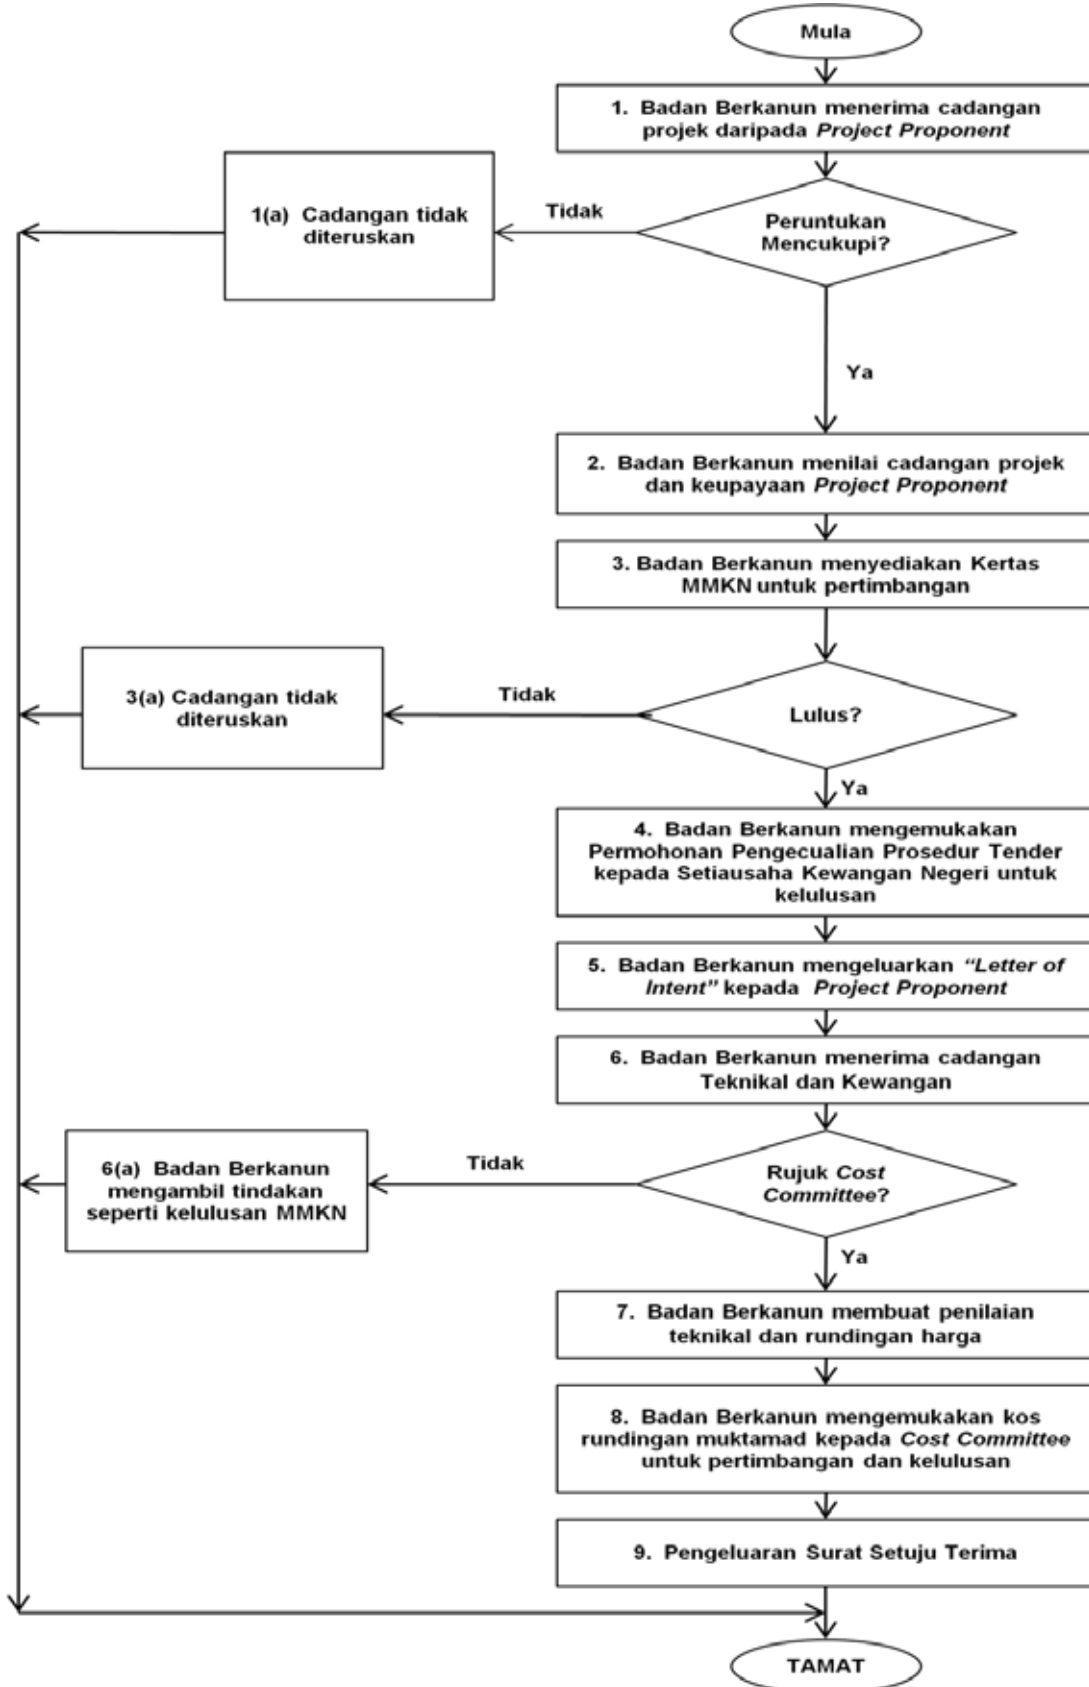 Mula
1. Badan Berkanun menerima cadangan
projek daripada Project Proponent
1(a) Cadangan tidak
diteruskan
Tidak
Peruntukan
Mencukupi?
Ya
2. Badan Berkanun menilai cadangan projek
dan keupayaan Project Proponent
3. Badan Berkanun menyediakan Kertas
MMKN untuk pertimbangan
3(a) Cadangan tidak
diteruskan
Tidak
Lulus?
Ya
4. Badan Berkanun mengemukakan
Permohonan Pengecualian Prosedur Tender
kepada Setiausaha Kewangan Negeri untuk
kelulusan
5. Badan Berkanun mengeluarkan “Letter of
Intent” kepada Project Proponent
6. Badan Berkanun menerima cadangan
Teknikal dan Kewangan
6(a) Badan Berkanun
mengambil tindakan
seperti kelulusan MMKN
Tidak
Rujuk Cost
Committee?
Ya
7. Badan Berkanun membuat penilaian
teknikal dan rundingan harga
8. Badan Berkanun mengemukakan kos
rundingan muktamad kepada Cost Committee
untuk pertimbangan dan kelulusan
9. Pengeluaran Surat Setuju Terima
TAMAT